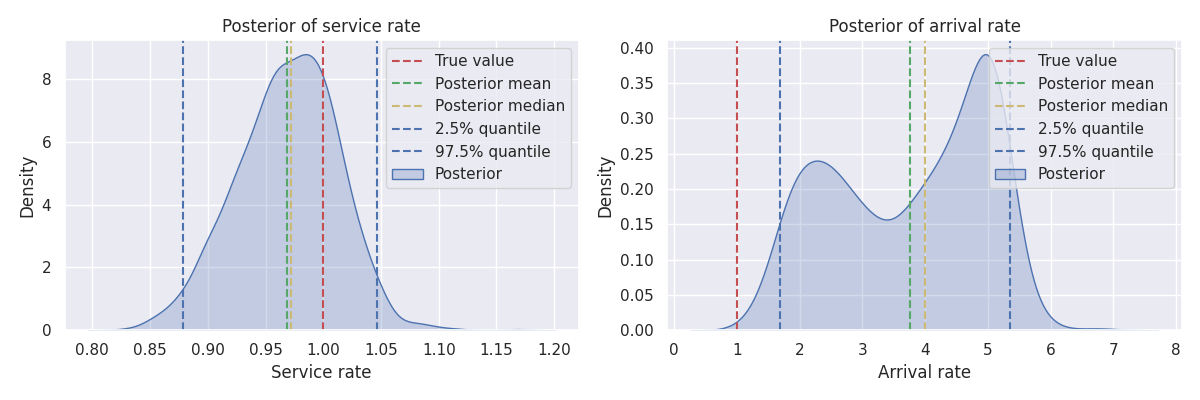 Posterior of service rate
Density
8
6
4
2
0
True value
Posterior mean
Posterior median
2.5% quantile
97.5% quantile
Posterior
0.80 0.85 0.90 0.95 1.00 1.05 1.10 1.15 1.20
Service rate
Posterior of arrival rate
Density
0.40
0.35
0.30
0.25
0.20
0.15
0.10
0.05
0.00
True value
Posterior mean
Posterior median
2.5% quantile
97.5% quantile
Posterior
0 1 2 3 4 5 6 7 8
Arrival rate